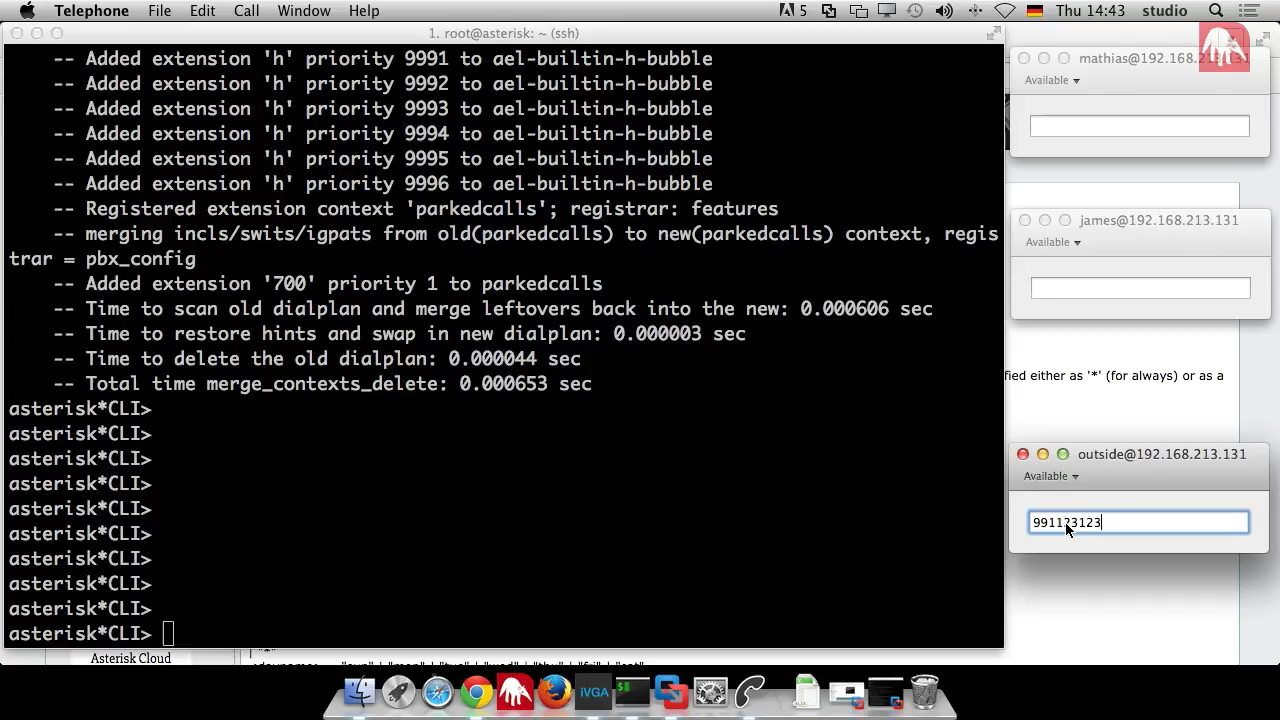 Telephone File Edit Call Window Help 5 Thu 14:43 studio
1. root@asterisk: ~ (ssh)
-- Added extension 'h' priority 9991 to ael-builtin-h-bubble
-- Added extension 'h' priority 9992 to ael-builtin-h-bubble
-- Added extension 'h' priority 9993 to ael-builtin-h-bubble
-- Added extension 'h' priority 9994 to ael-builtin-h-bubble
-- Added extension 'h' priority 9995 to ael-builtin-h-bubble
-- Added extension 'h' priority 9996 to ael-builtin-h-bubble
-- Registered extension context 'parkedcalls'; registrar: features
-- merging incls/swits/igpats from old(parkedcalls) to new(parkedcalls) context, regis
trar = pbx_config
-- Added extension '700' priority 1 to parkedcalls
-- Time to scan old dialplan and merge leftovers back into the new: 0.000606 sec
-- Time to restore hints and swap in new dialplan: 0.000003 sec
-- Time to delete the old dialplan: 0.000044 sec
-- Total time merge_contexts_delete: 0.000653 sec
asterisk*CLI>
asterisk*CLI>
asterisk*CLI>
asterisk*CLI>
asterisk*CLI>
asterisk*CLI>
asterisk*CLI>
asterisk*CLI>
asterisk*CLI>
asterisk*CLI>
mathias@192.168.213.131
Available
james@192.168.213.131
Available
fied either as '*' (for always) or as a
outside@192.168.213.131
Available
991123123
Asterisk Cloud
iVGA